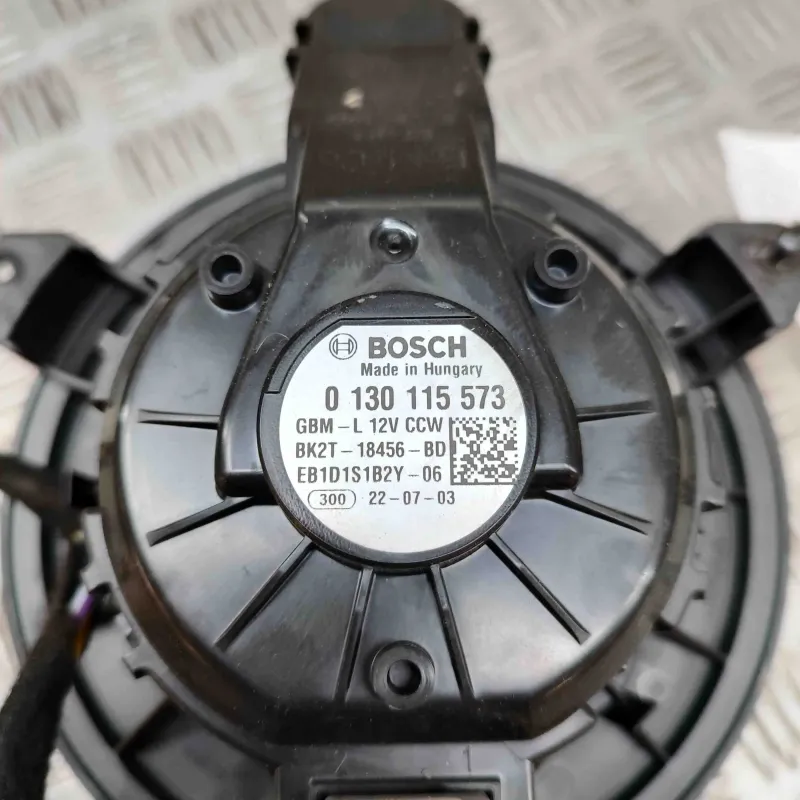 BOSCH
Made in Hungary
0 130 115 573
GBM-L 12V CCW
BK2T-18456-BD
EB1D1S1B2Y-06
300 22-07-03